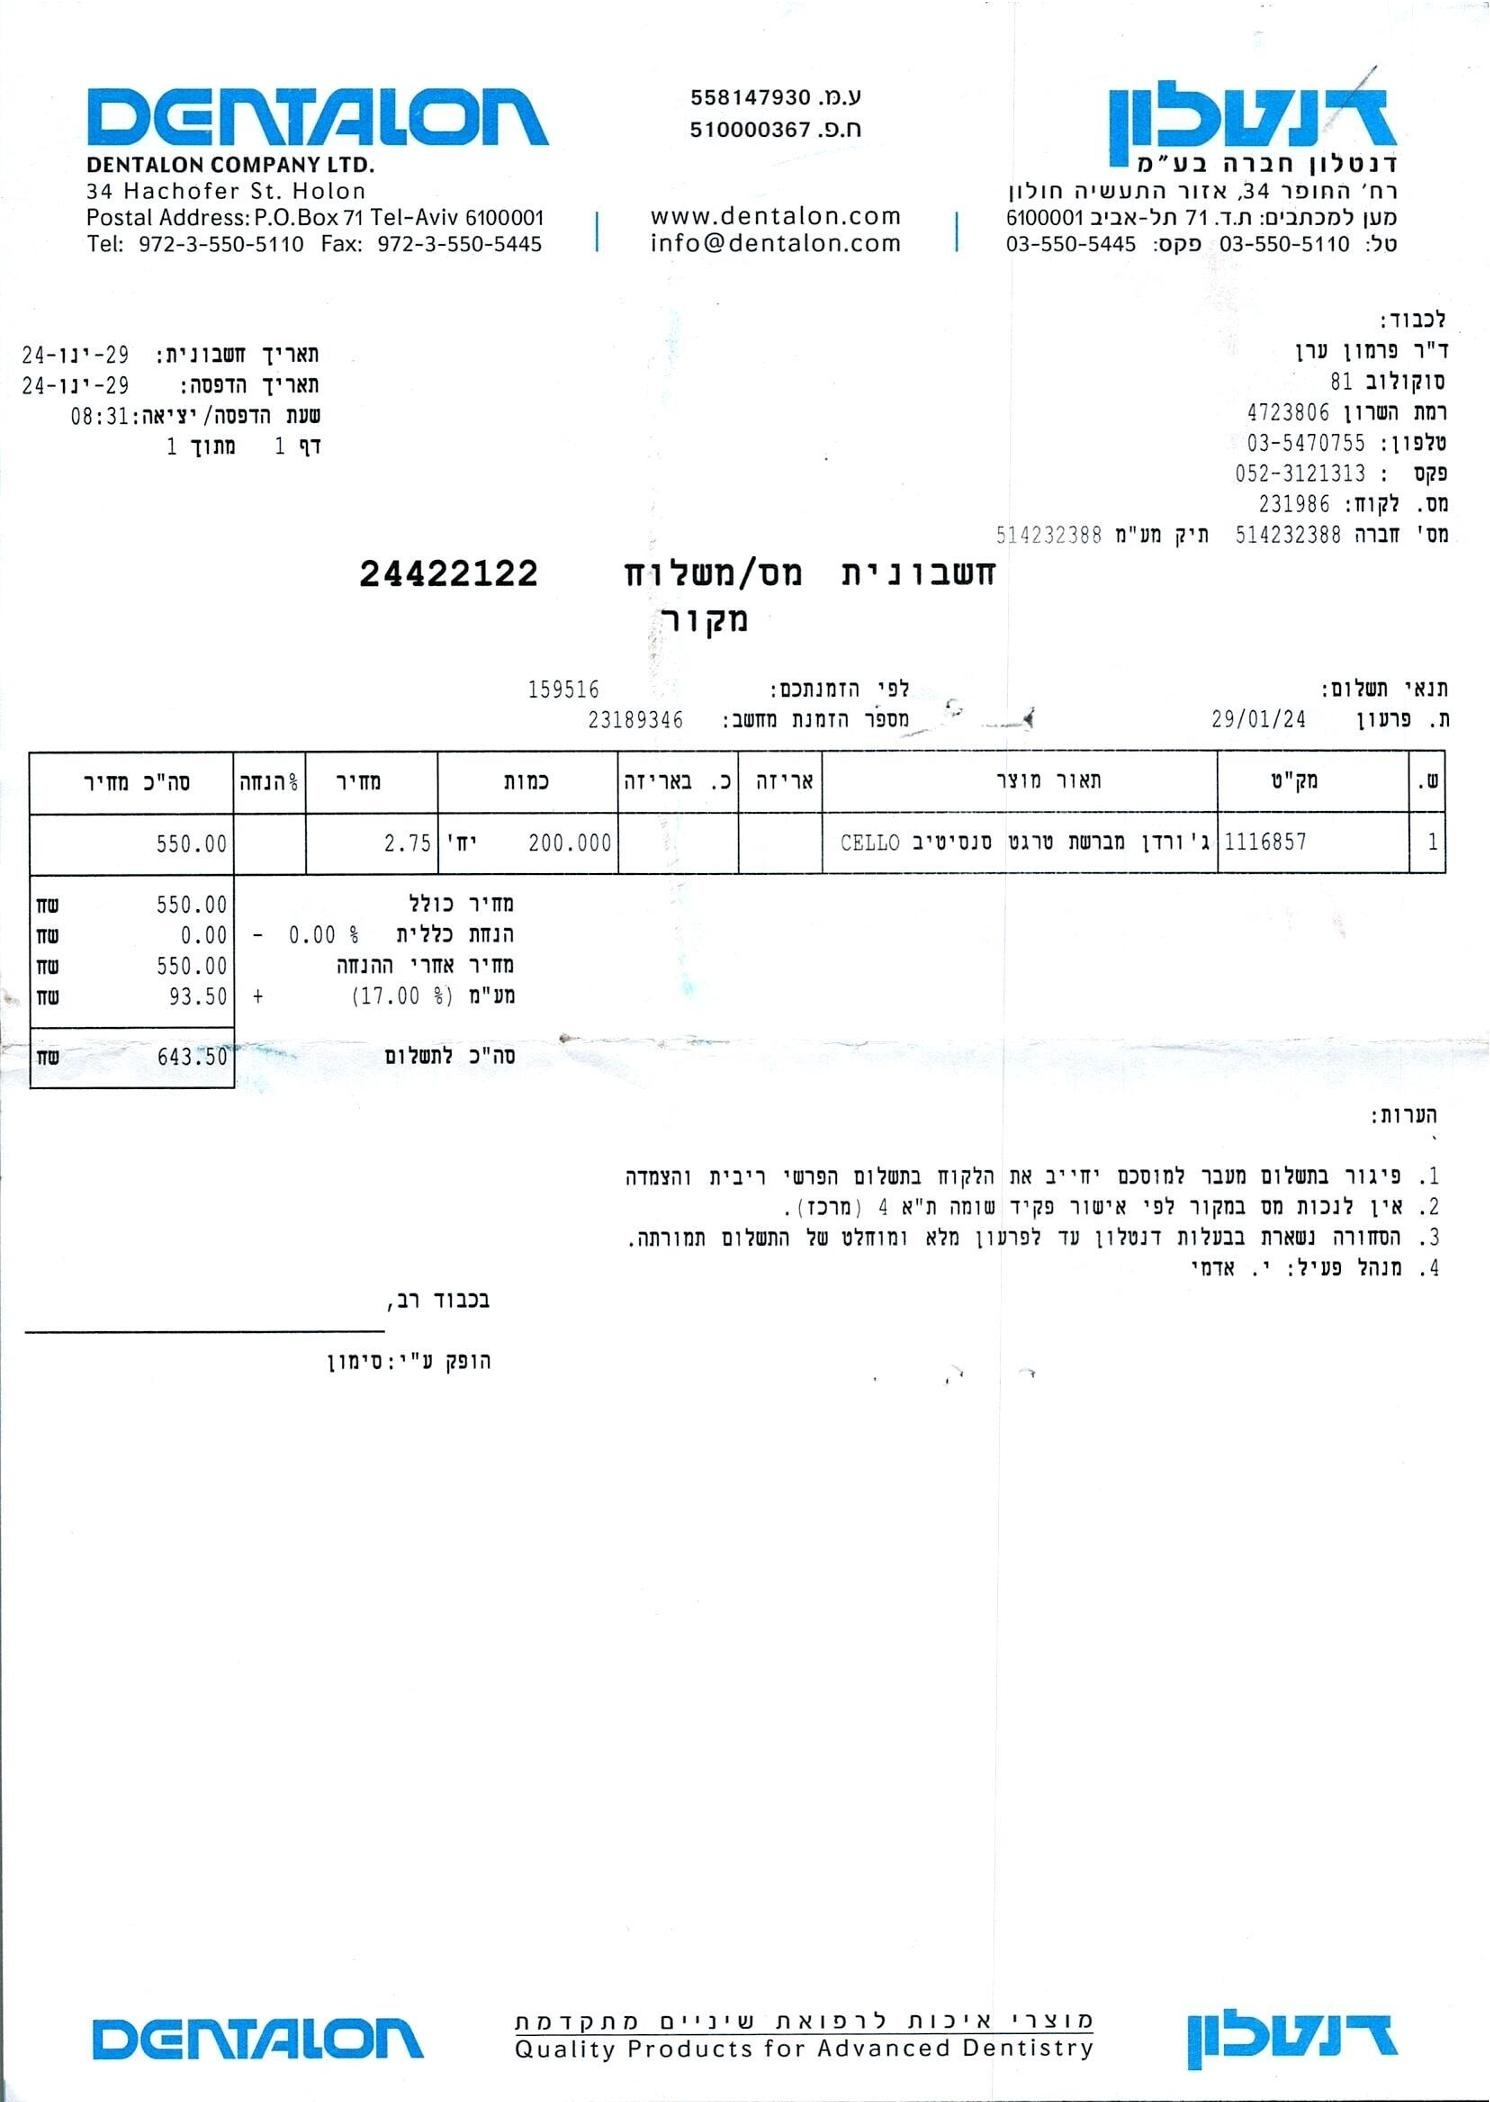 דנטלון
DENTALON
דנטלון חברה בע״מ
רח' החופר 34, אזור התעשיה חולון
מען למכתבים: ת.ד. 71 תל-אביב 6100001
טל: 03-550-5110 פקס: 03-550-5445
ע.מ. 558147930
ח.פ. 510000367
www.dentalon.com
info@dentalon.com
DENTALON COMPANY LTD.
34 Hachofer St. Holon
Postal Address: P.O.Box 71 Tel-Aviv 6100001
Tel: 972-3-550-5110 Fax: 972-3-550-5445
לכבוד:
ד"ר פרמון ערן
סוקולוב 81
רמת השרון 4723806
טלפון: 03-5470755
פקס : 052-3121313
מס. לקוח: 231986
מס' חברה 514232388 תיק מע"מ 514232388
תאריך חשבונית: 29-ינו-24
תאריך הדפסה: 29-ינו-24
שעת הדפסה/יציאה: 08:31
דף 1 מתוך 1
חשבונית מס/משלוח 24422122
מקור
תנאי תשלום:
ת. פרעון 29/01/24
לפי הזמנתכם: 159516
מספר הזמנת מחשב: 23189346
ש. מק"ט תאור מוצר אריזה כ. באריזה כמות מחיר %הנחה סה"כ מחיר
1 1116857 ג'ורדן מברשת טרגט סנסיטיב CELLO 200.000 יח' 2.75 550.00
מחיר כולל 550.00 שח
הנחת כללית 0.00 % - 0.00 שח
מחיר אחרי ההנחה 550.00 שח
מע"מ (17.00 %) + 93.50 שח
סה"כ לתשלום 643.50 שח
הערות:
1. פיגור בתשלום מעבר למוסכם יחייב את הלקוח בתשלום הפרשי ריבית והצמדה
2. אין לנכות מס במקור לפי אישור פקיד שומה ת"א 4 (מרכז).
3. הסחורה נשארת בבעלות דנטלון עד לפרעון מלא ומוחלט של התשלום תמורתה.
4. מנהל פעיל: י. אדמי
בכבוד רב,
הופק ע"י: סימון
דנטלון
מוצרי איכות לרפואת שיניים מתקדמת
Quality Products for Advanced Dentistry
DENTALON